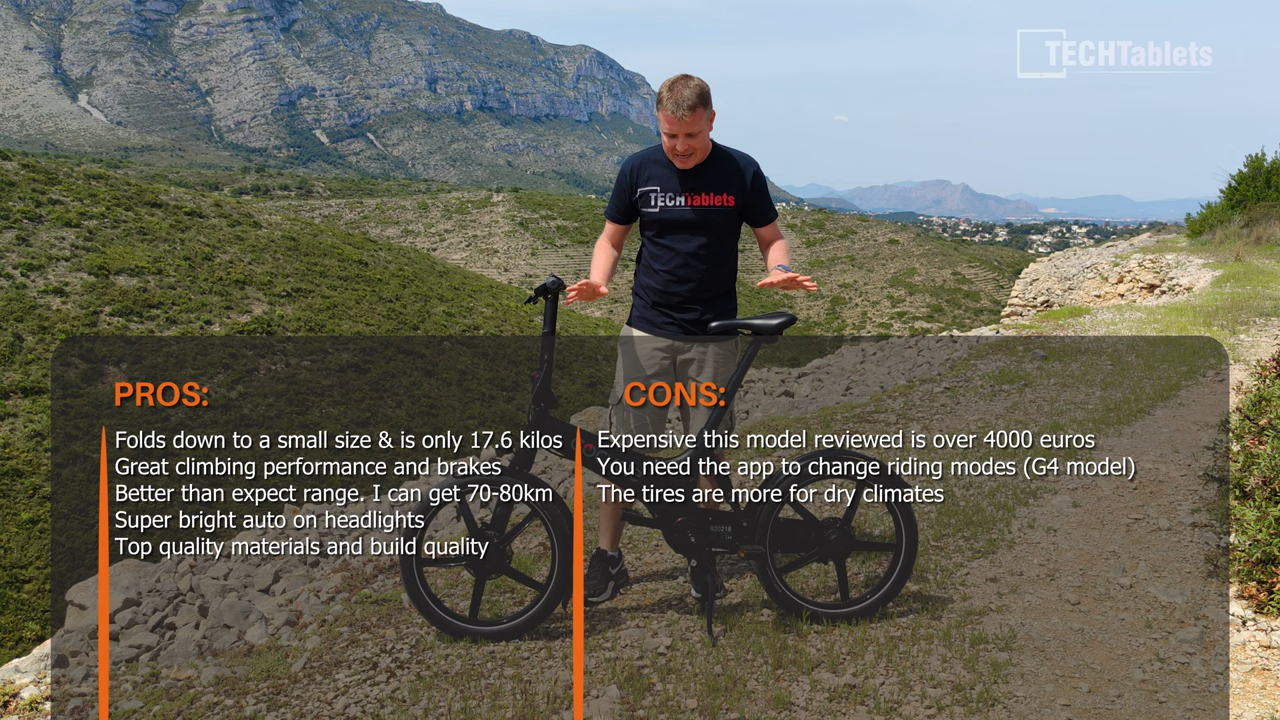 TECHTablets
TECHTablets
PROS:
Folds down to a small size & is only 17.6 kilos
Great climbing performance and brakes
Better than expect range. I can get 70-80km
Super bright auto on headlights
Top quality materials and build quality
CONS:
Expensive this model reviewed is over 4000 euros
You need the app to change riding modes (G4 model)
The tires are more for dry climates